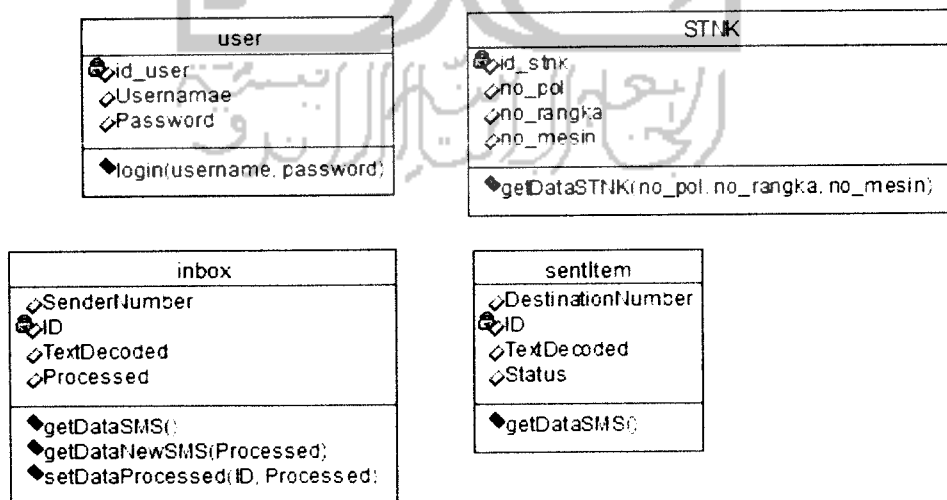 user
id_user
Usernamae
Password
login(username, password)
STNK
id_stnk
no_pol
no_rangka
no_mesin
getDataSTNK(no_pol, no_rangka, no_mesin)
inbox
SenderNumber
ID
TextDecoded
Processed
getDataSMS()
getDataNewSMS(Processed)
setDataProcessed(ID, Processed)
sentItem
DestinationNumber
ID
TextDecoded
Status
getDataSMS()